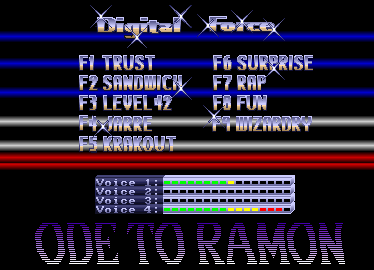 Digital Force
F1 TRUST F6 SURPRISE
F2 SANDWICH F7 RAP
F3 LEVEL 42 F8 FUN
F4 JARRE F9 WIZARDRY
F5 KRAKOUT
Voice 1:
Voice 2:
Voice 3:
Voice 4:
ODE TO RAMON